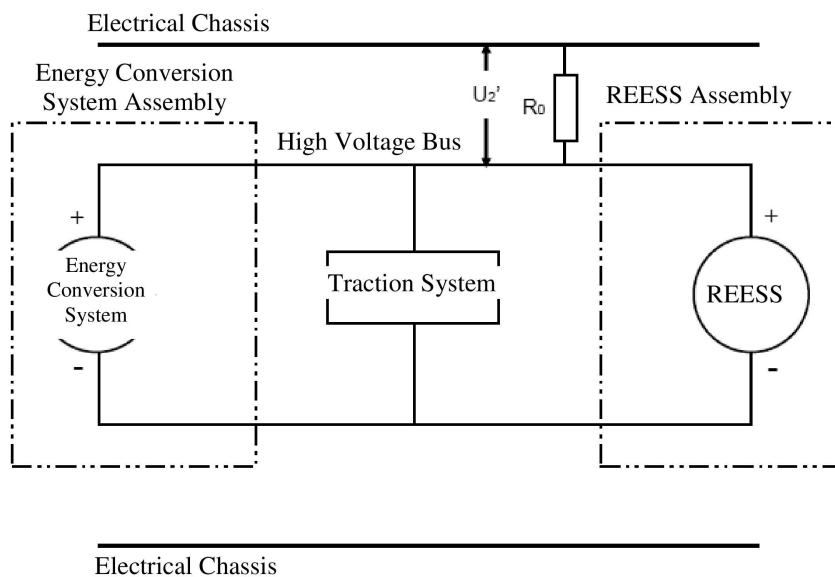 Electrical Chassis
Energy Conversion
System Assembly
U₂'
R₀
REESS Assembly
High Voltage Bus
+
+
Energy
Conversion
System
Traction System
REESS
-
-
Electrical Chassis